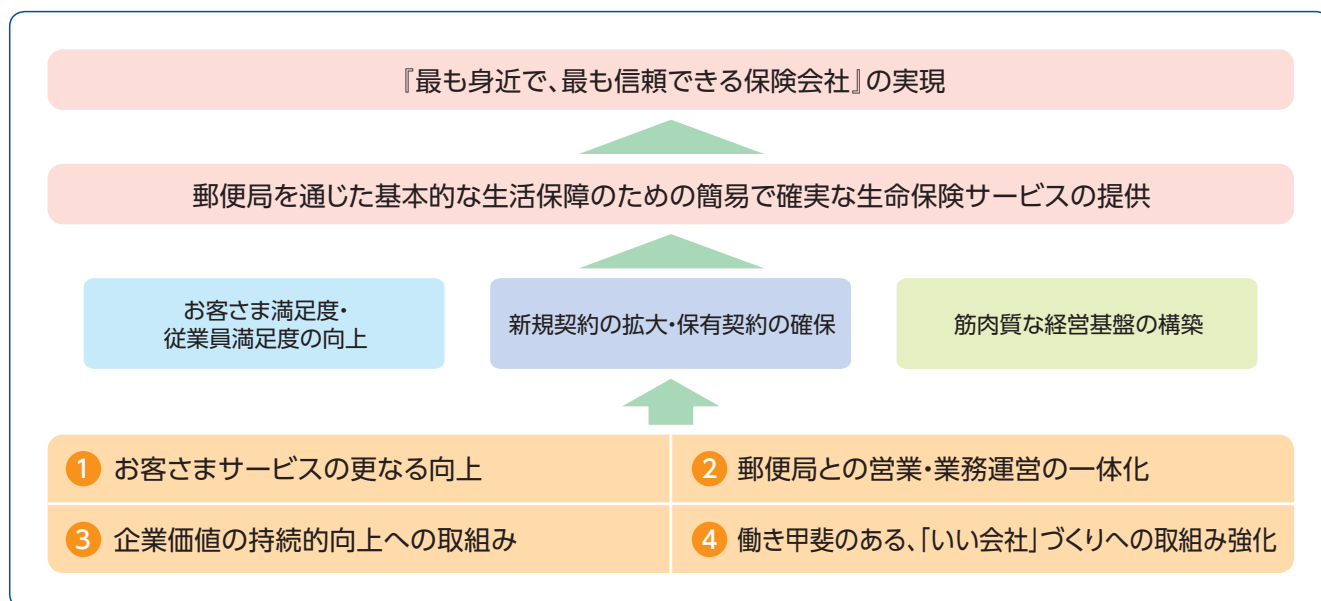 『最も身近で、最も信頼できる保険会社』の実現
郵便局を通じた基本的な生活保障のための簡易で確実な生命保険サービスの提供
お客さま満足度・
従業員満足度の向上
新規契約の拡大・保有契約の確保
筋肉質な経営基盤の構築
1 お客さまサービスの更なる向上
2 郵便局との営業・業務運営の一体化
3 企業価値の持続的向上への取組み
4 働き甲斐のある、「いい会社」づくりへの取組み強化